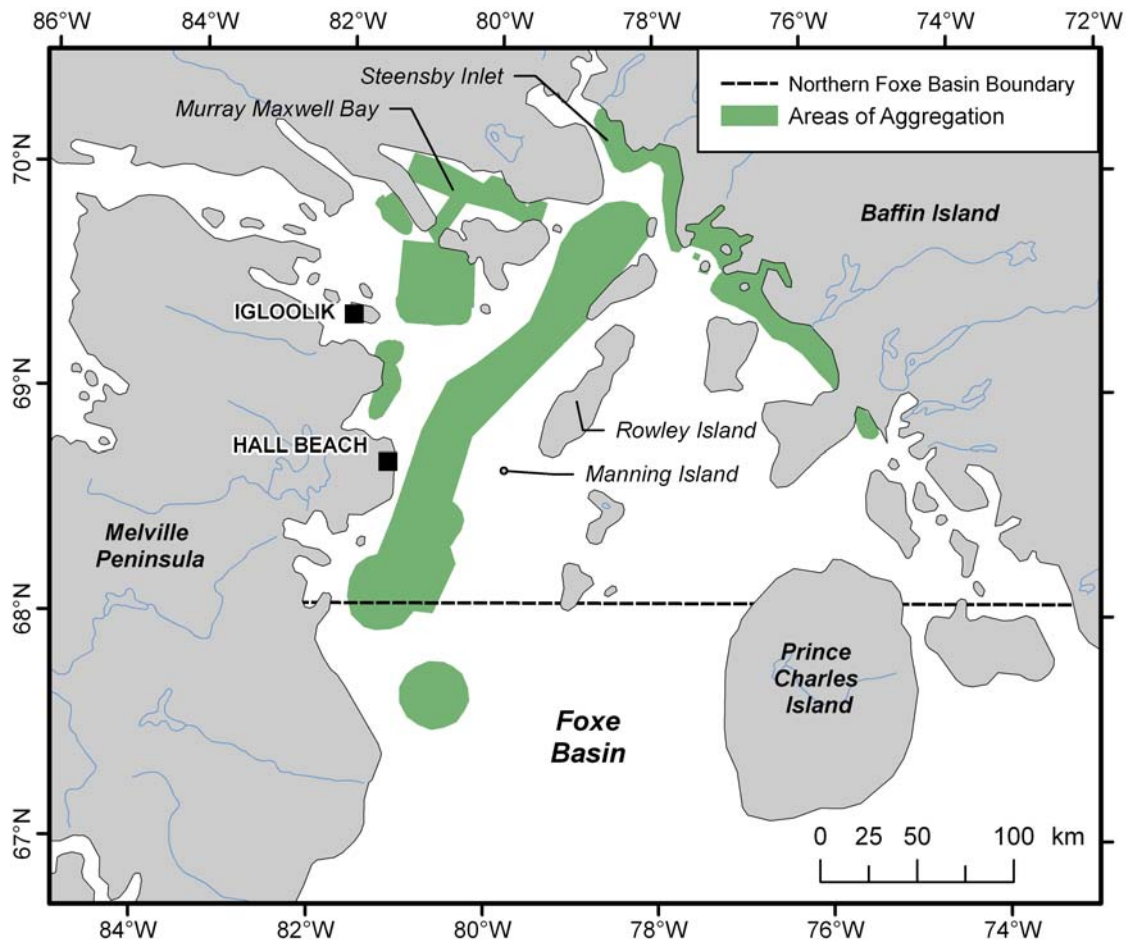 86°W 84°W 82°W 80°W 78°W 76°W 74°W 72°W
Steensby Inlet
Murray Maxwell Bay
Northern Foxe Basin Boundary
Areas of Aggregation
70°N
Baffin Island
IGLOOLIK
69°N
Rowley Island
HALL BEACH
Manning Island
Melville
Peninsula
68°N
Prince
Charles
Island
Foxe
Basin
67°N
0 25 50 100 km
84°W 82°W 80°W 78°W 76°W 74°W